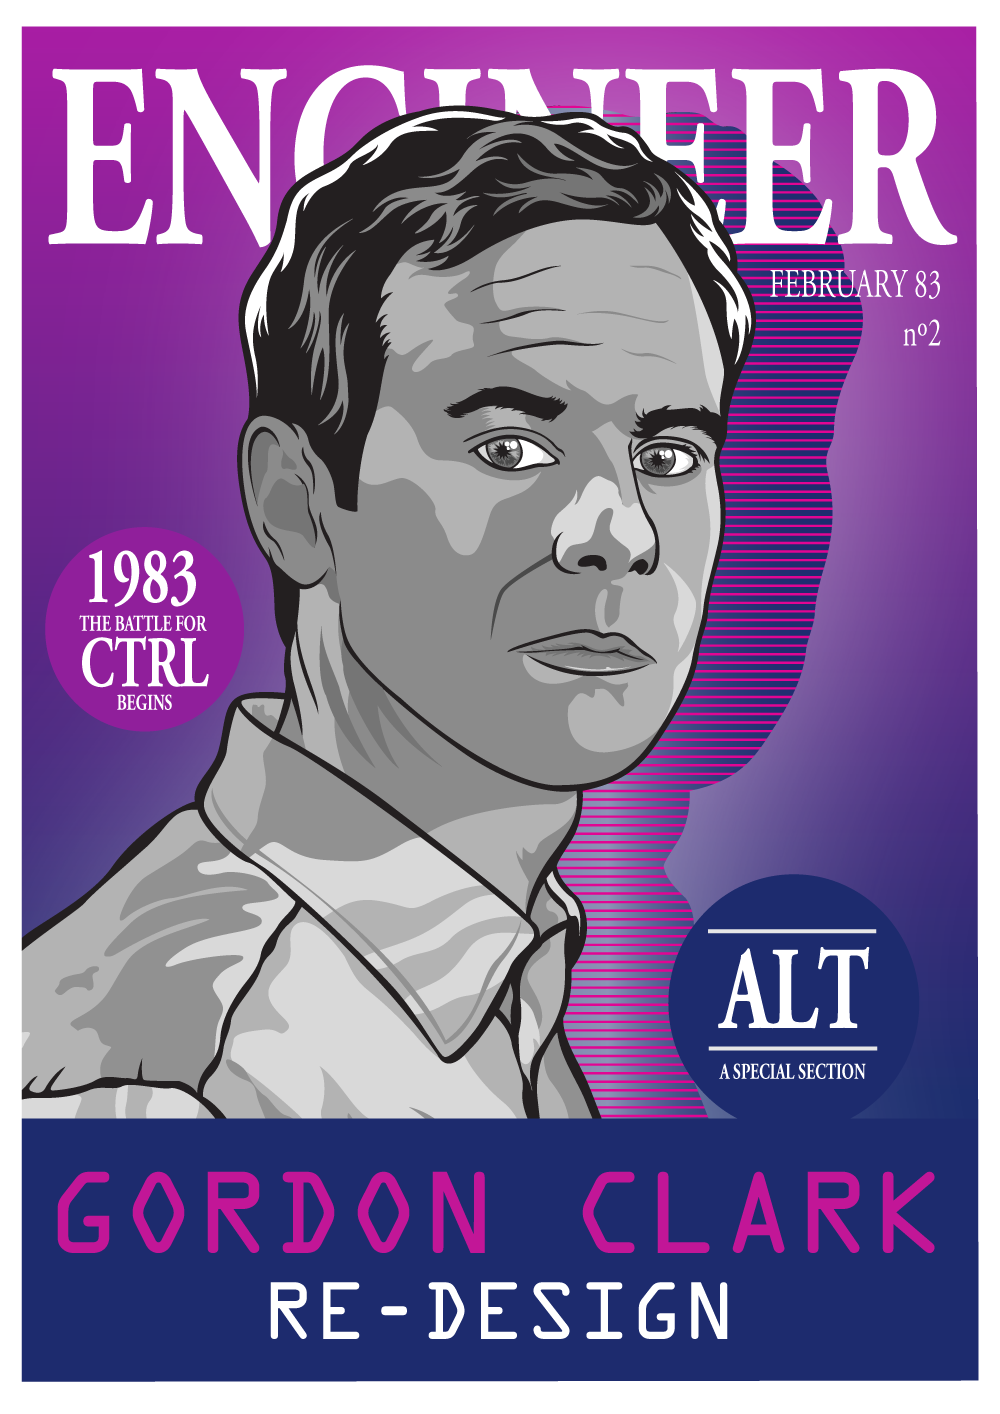 ENGINEER
FEBRUARY 83
nº2
1983
THE BATTLE FOR
CTRL
BEGINS
ALT
A SPECIAL SECTION
GORDON CLARK
RE-DESIGN